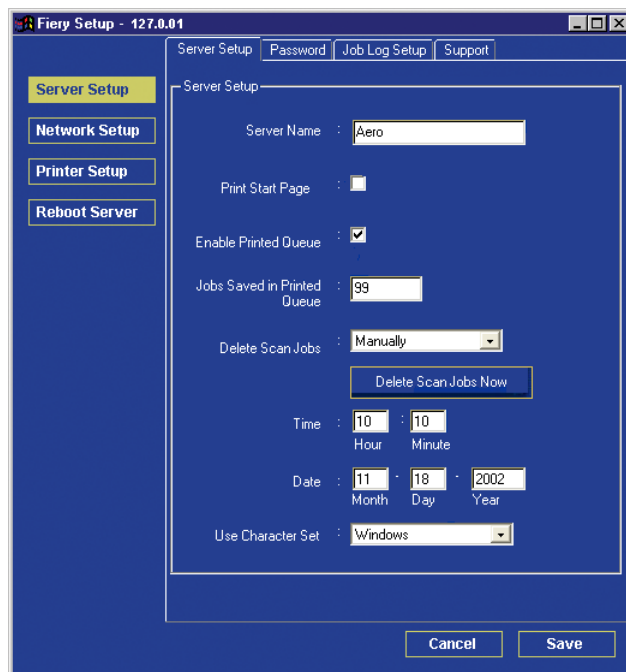 Fiery Setup - 127.0.01
Server Setup Password Job Log Setup Support
Server Setup
Network Setup
Printer Setup
Reboot Server
Server Setup
Server Name : Aero
Print Start Page :
Enable Printed Queue :
Jobs Saved in Printed : 99
Queue
Delete Scan Jobs : Manually
Delete Scan Jobs Now
Time : 10 : 10
Hour Minute
Date : 11 - 18 - 2002
Month Day Year
Use Character Set : Windows
Cancel Save